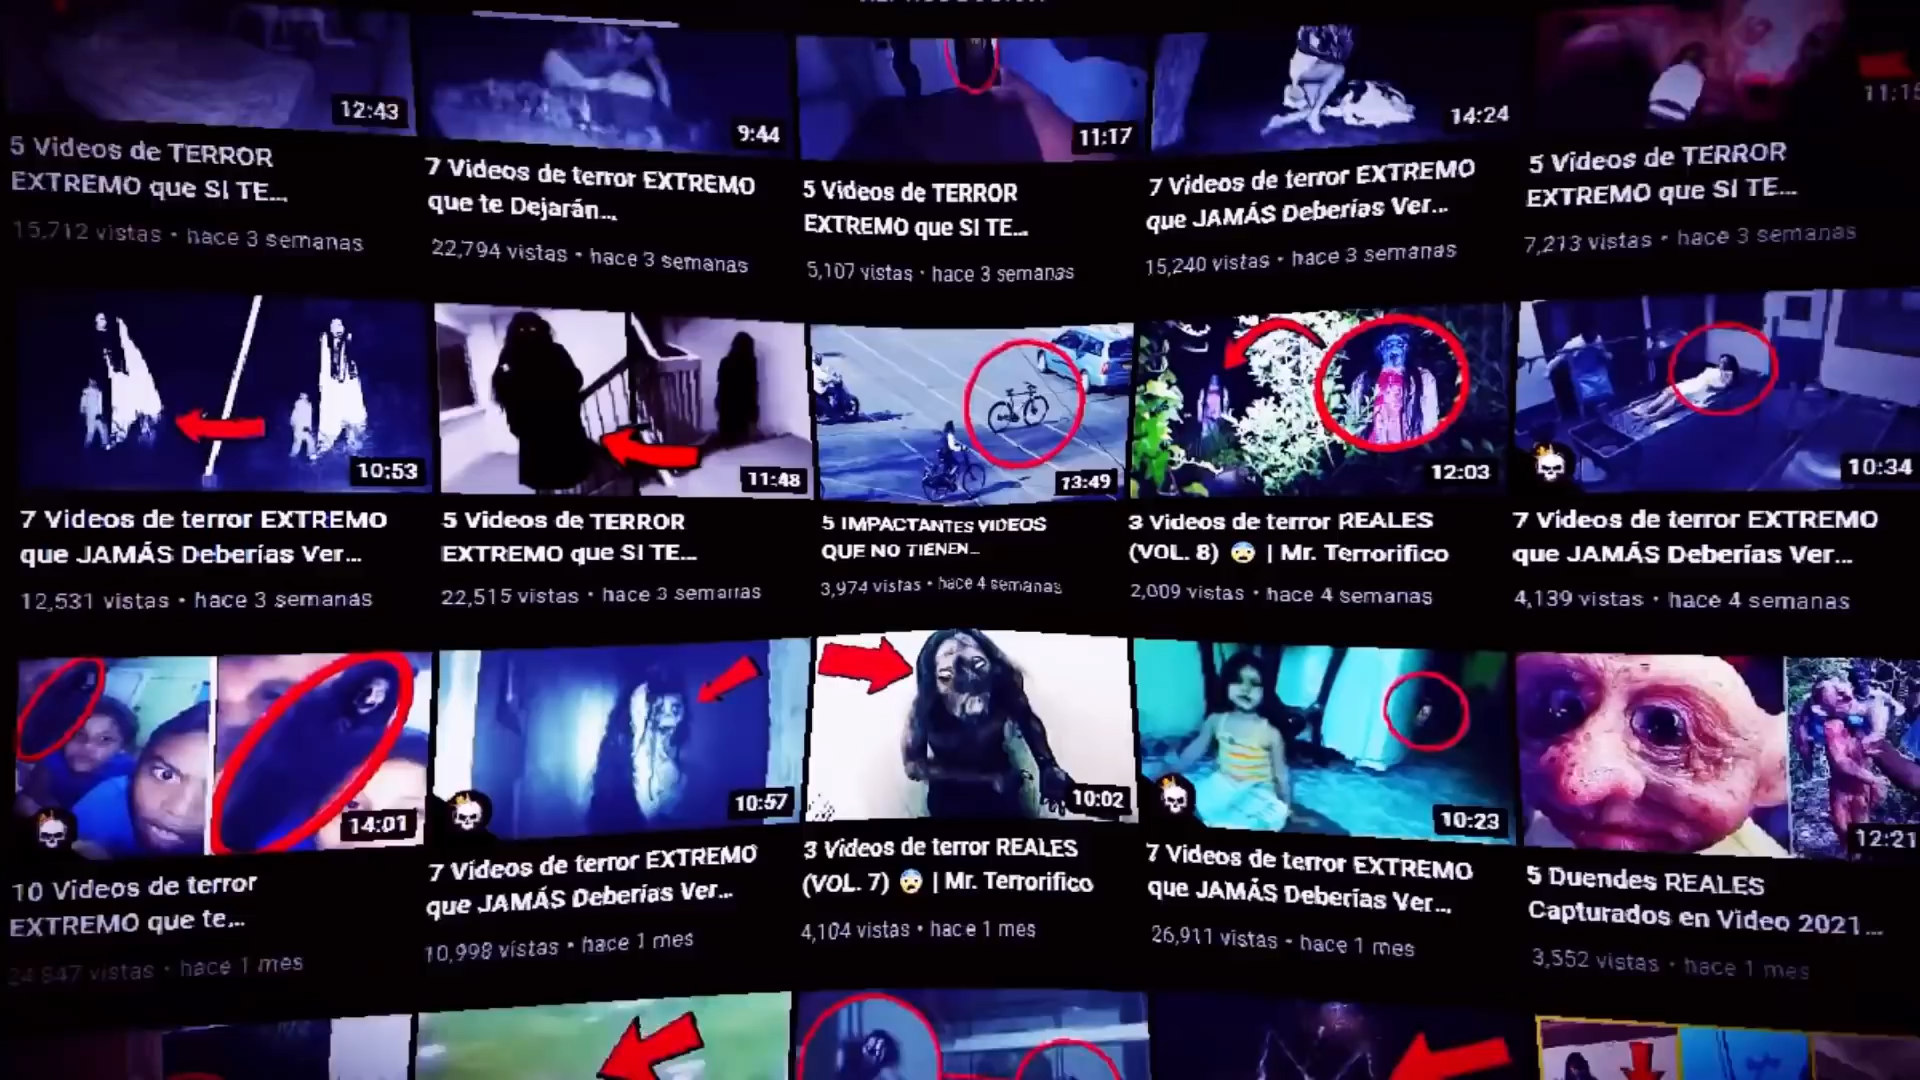 12:43
9:44
11:17
14:24
5 Videos de TERROR
EXTREMO que SI TE...
15,712 vistas • hace 3 semanas
7 Videos de terror EXTREMO
que te Dejarán...
22,794 vistas • hace 3 semanas
5 Videos de TERROR
EXTREMO que SI TE...
5,107 vistas • hace 3 semanas
7 Videos de terror EXTREMO
que JAMÁS Deberías Ver...
15,240 vistas • hace 3 semanas
5 Videos de TERROR
EXTREMO que SI TE...
7,213 vistas • hace 3 semanas
10:53
11:48
13:49
12:03
10:34
7 Videos de terror EXTREMO
que JAMÁS Deberías Ver...
12,531 vistas • hace 3 semanas
5 Videos de TERROR
EXTREMO que SI TE...
22,515 vistas • hace 3 semanas
5 IMPACTANTES VIDEOS
QUE NO TIENEN...
3,974 vistas • hace 4 semanas
3 Videos de terror REALES
(VOL. 8) 😨 | Mr. Terrorifico
2,009 vistas • hace 4 semanas
7 Videos de terror EXTREMO
que JAMÁS Deberías Ver...
4,139 vistas • hace 4 semanas
14:01
10:57
10:02
10:23
12:21
10 Videos de terror
EXTREMO que te...
24,847 vistas • hace 1 mes
7 Videos de terror EXTREMO
que JAMÁS Deberías Ver...
10,998 vistas • hace 1 mes
3 Videos de terror REALES
(VOL. 7) 😨 | Mr. Terrorifico
4,104 vistas • hace 1 mes
7 Videos de terror EXTREMO
que JAMÁS Deberías Ver...
26,911 vistas • hace 1 mes
5 Duendes REALES
Capturados en Video 2021...
3,552 vistas • hace 1 mes